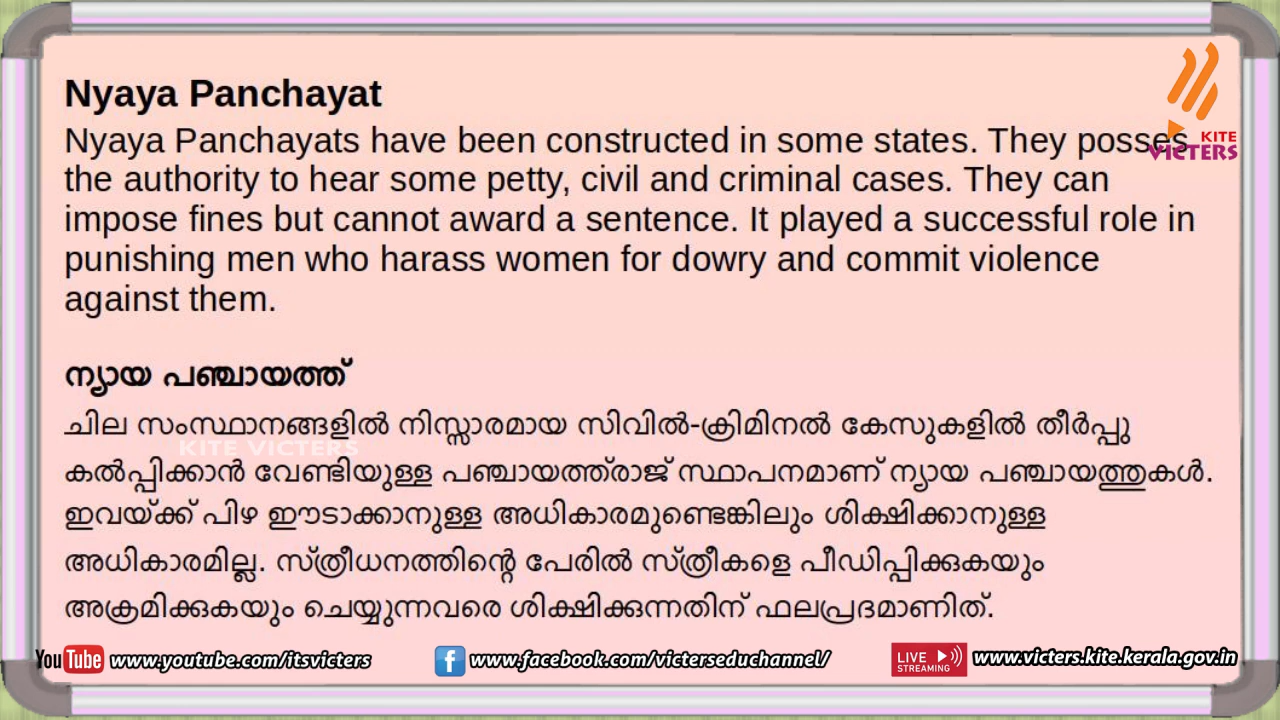 Nyaya Panchayat
Nyaya Panchayats have been constructed in some states. They posses
the authority to hear some petty, civil and criminal cases. They can
impose fines but cannot award a sentence. It played a successful role in
punishing men who harass women for dowry and commit violence
against them.
KITE
VICTERS
ന്യായ പഞ്ചായത്ത്
ചില സംസ്ഥാനങ്ങളിൽ നിസ്സാരമായ സിവിൽ-ക്രിമിനൽ കേസുകളിൽ തീർപ്പു
KITE VICTERS
കൽപ്പിക്കാൻ വേണ്ടിയുള്ള പഞ്ചായത്ത്‌രാജ് സ്ഥാപനമാണ് ന്യായ പഞ്ചായത്തുകൾ.
ഇവയ്ക്ക് പിഴ ഈടാക്കാനുള്ള അധികാരമുണ്ടെങ്കിലും ശിക്ഷിക്കാനുള്ള
അധികാരമില്ല. സ്ത്രീധനത്തിന്റെ പേരിൽ സ്ത്രീകളെ പീഡിപ്പിക്കുകയും
അക്രമിക്കുകയും ചെയ്യുന്നവരെ ശിക്ഷിക്കുന്നതിന് ഫലപ്രദമാണിത്.
YouTube www.youtube.com/itsvicters f www.facebook.com/victerseduchannel/ LIVE STREAMING www.victers.kite.kerala.gov.in